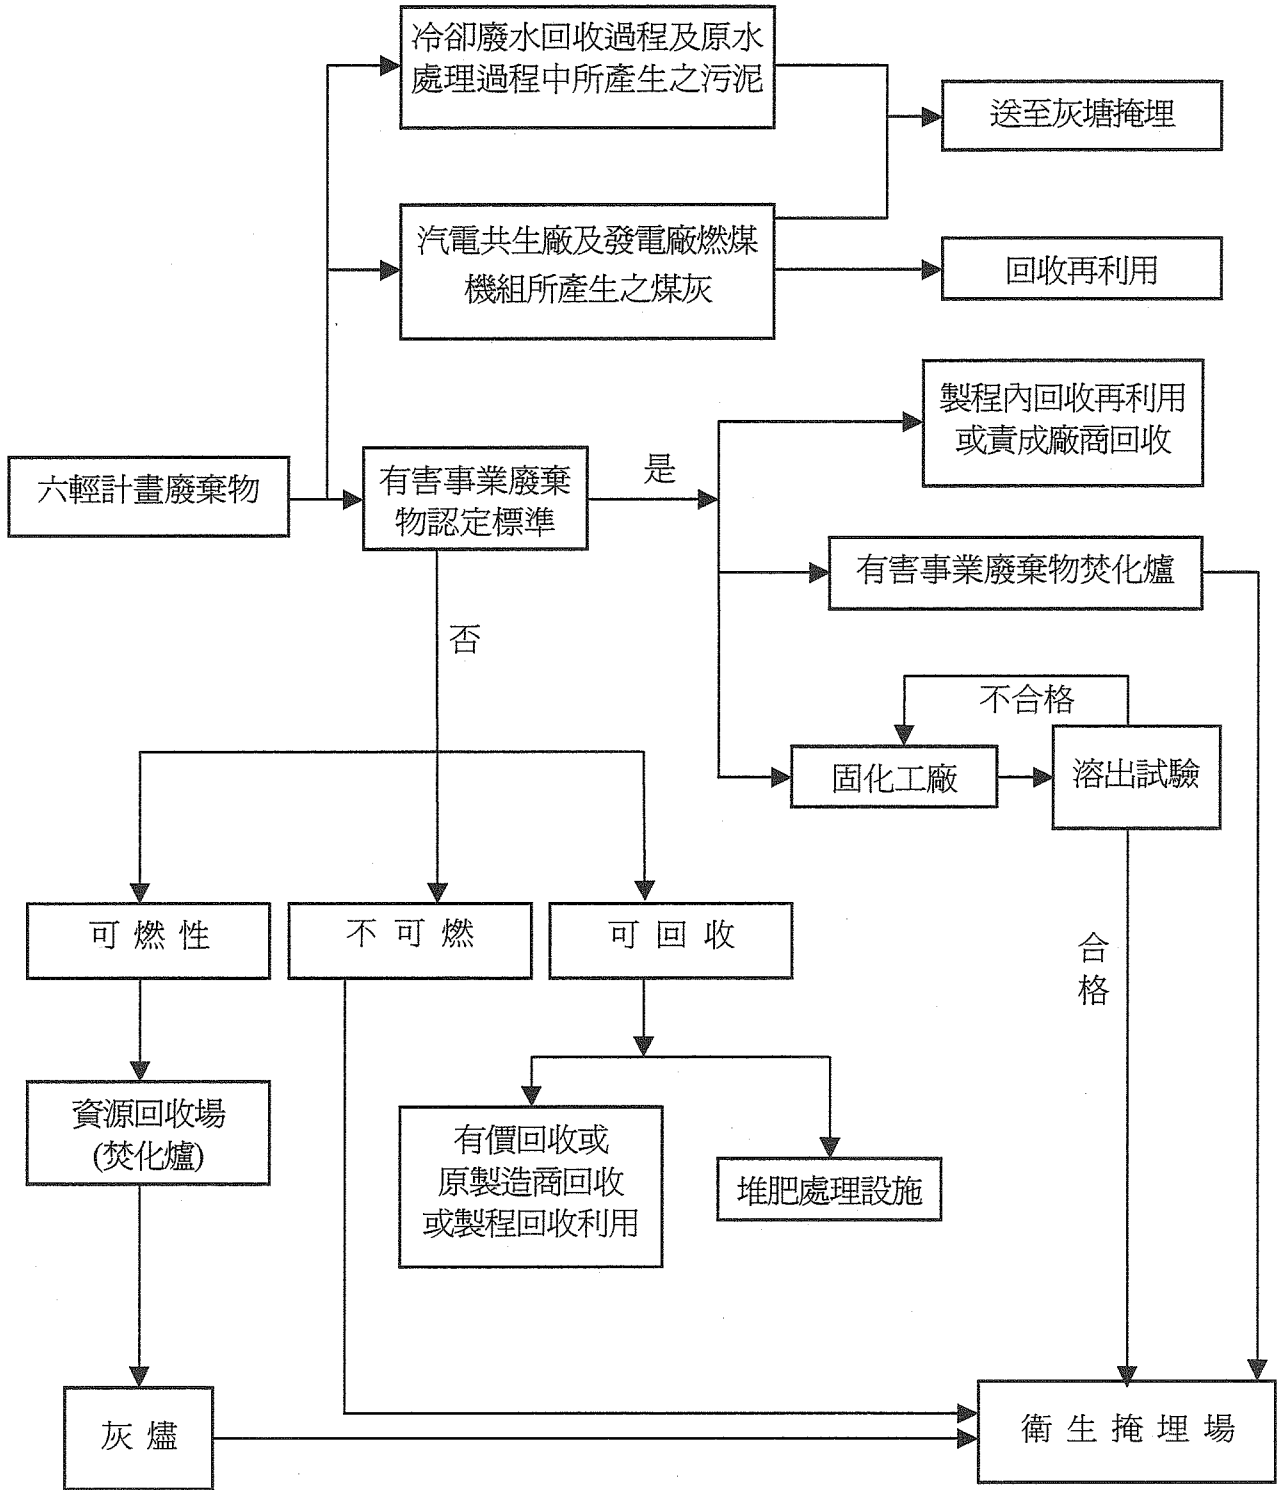 冷卻廢水回收過程及原水
處理過程中所產生之污泥
送至灰塘掩埋
汽電共生廠及發電廠燃煤
機組所產生之煤灰
回收再利用
製程內回收再利用
或責成廠商回收
六輕計畫廢棄物
有害事業廢棄
物認定標準
是
有害事業廢棄物焚化爐
否
不合格
固化工廠
溶出試驗
可燃性
不可燃
可回收
合
格
資源回收場
(焚化爐)
有價回收或
原製造商回收
或製程回收利用
堆肥處理設施
灰燼
衛生掩埋場